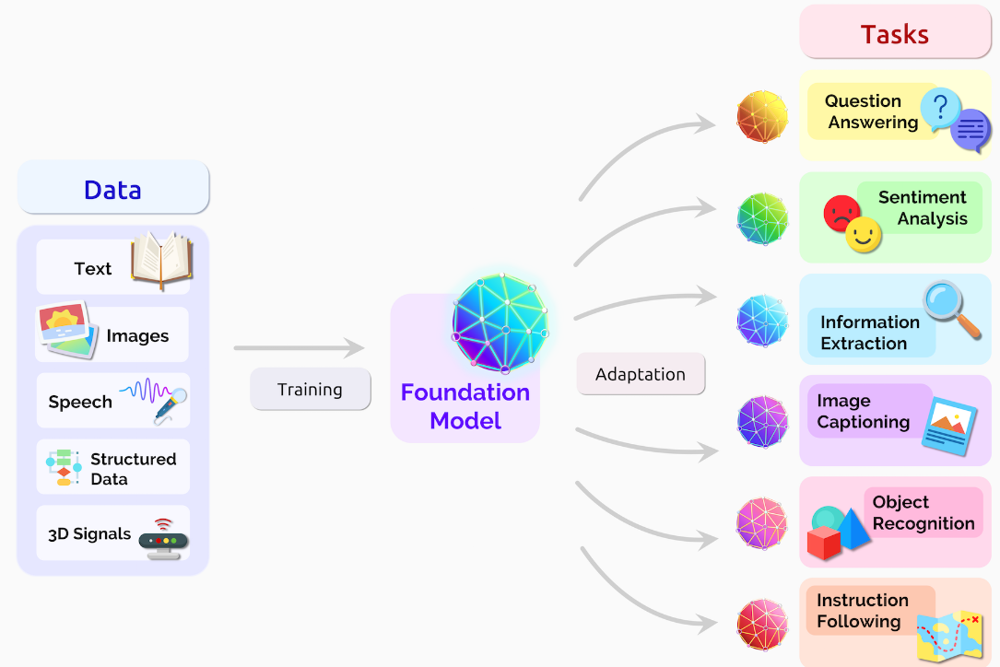 Data
Text
Images
Speech
Structured
Data
3D Signals
Training
Foundation
Model
Adaptation
Tasks
Question
Answering
?
Sentiment
Analysis
Information
Extraction
Image
Captioning
Object
Recognition
Instruction
Following